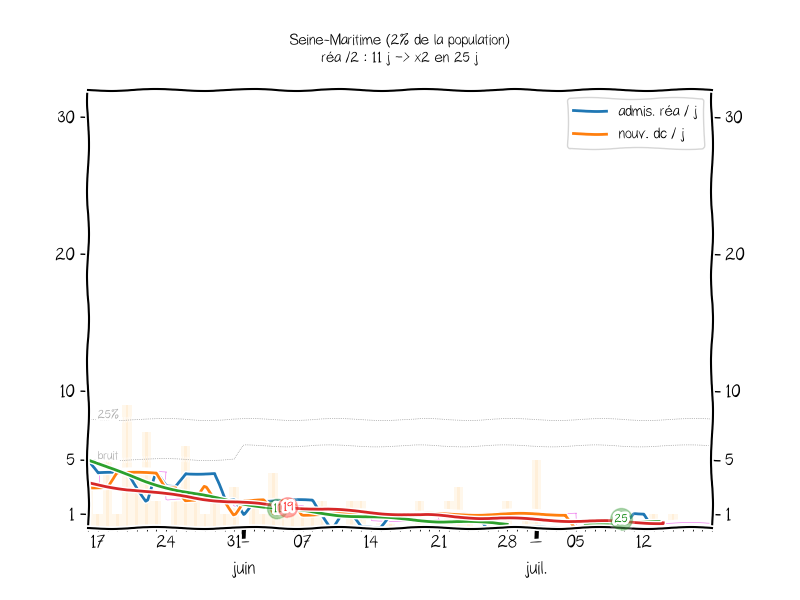 Seine-Maritime (2% de la population)
réa /2 : 11 j -> x2 en 25 j
admis. réa / j
nouv. dc / j
30
30
20
20
10
10
25%
bruit
5
5
19
25
1
1
17 24 31 07 14 21 28 05 12
juin juil.